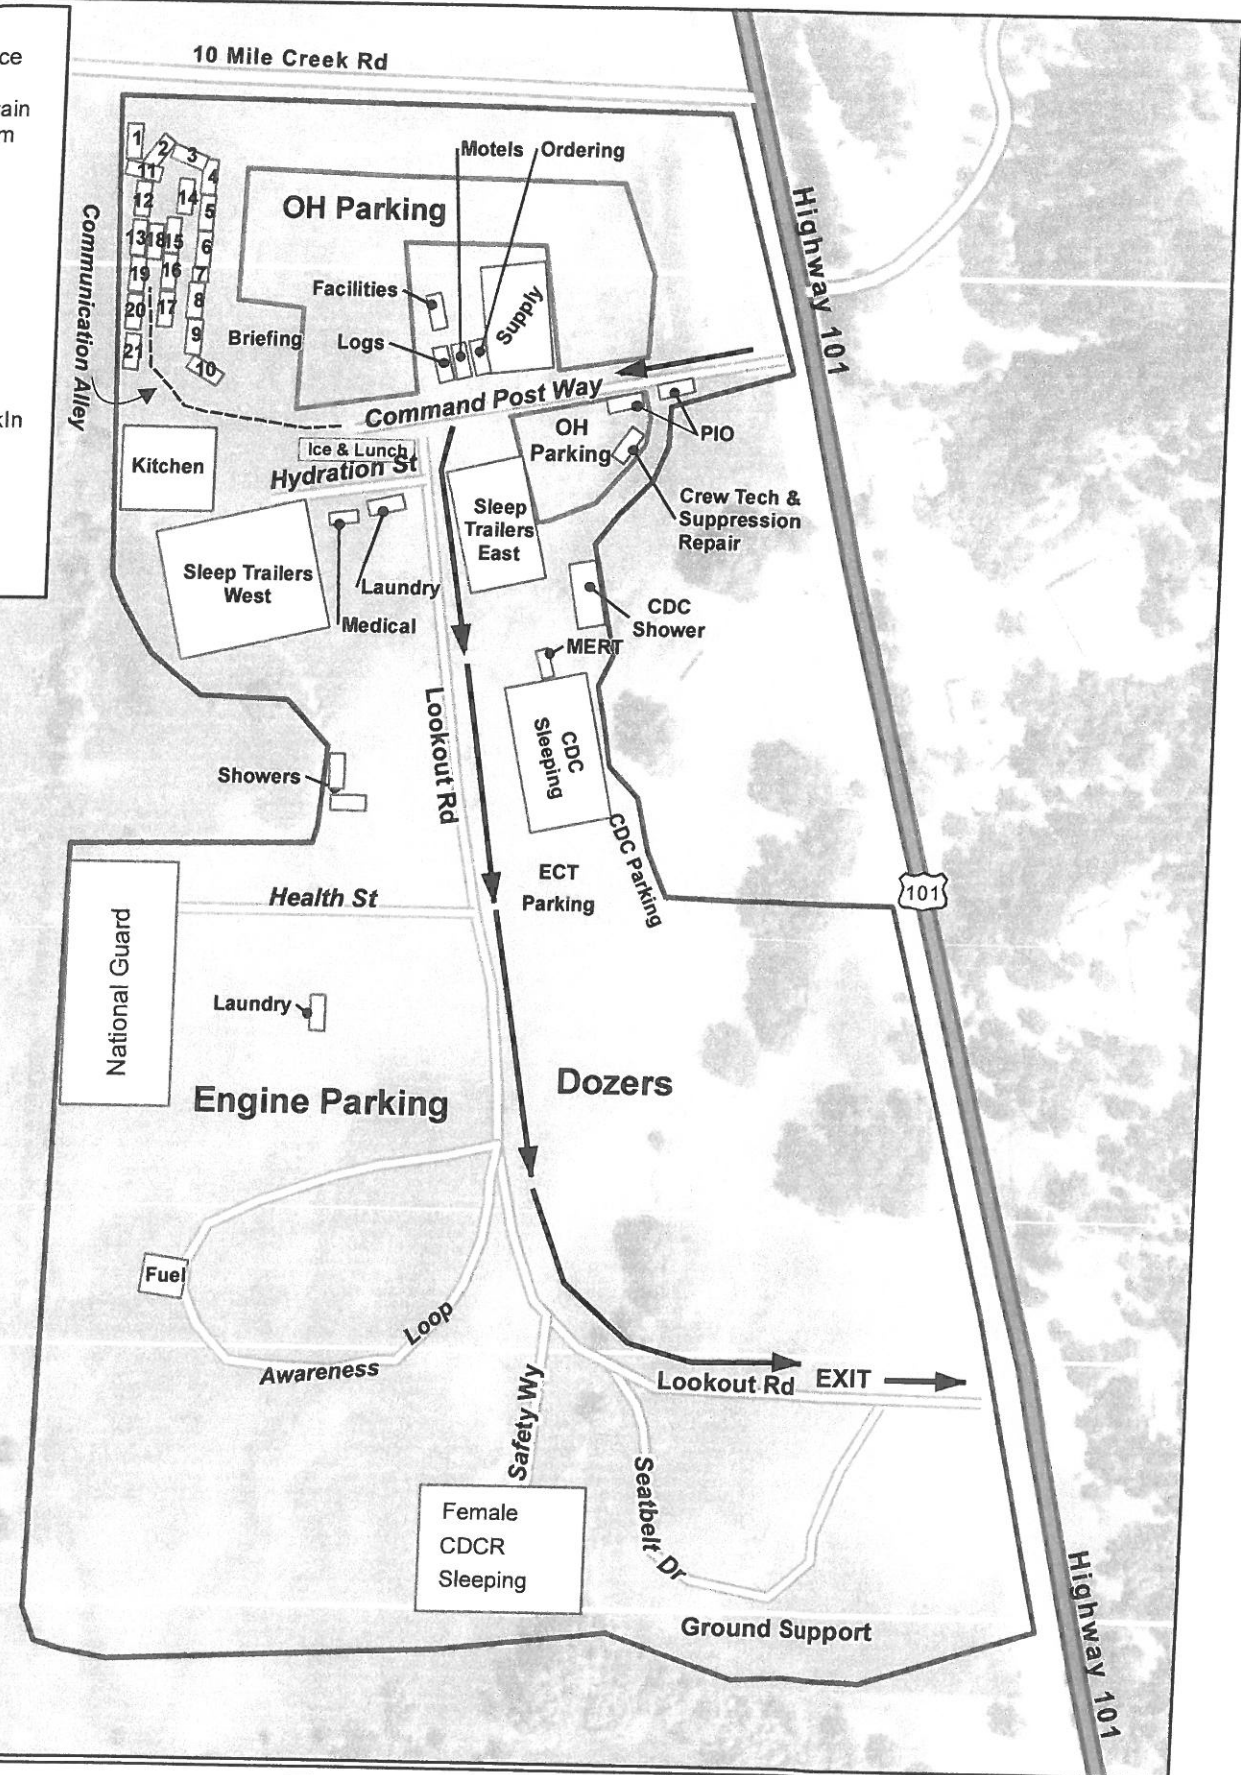 ce
ain
m
kIn
10 Mile Creek Rd
1
2
3
4
5
6
7
8
9
10
11
12
13
14
15
16
17
18
19
20
21
Communication Alley
OH Parking
Motels
Ordering
Facilities
Supply
Briefing
Logs
Command Post Way
Highway 101
Kitchen
Ice & Lunch
Hydration St
OH
Parking
PIO
Sleep
Trailers
East
Crew Tech &
Suppression
Repair
Sleep Trailers
West
Laundry
Medical
CDC
Shower
MERT
Lookout Rd
CDC
Sleeping
Showers
CDC Parking
ECT
Parking
101
Health St
National Guard
Laundry
Engine Parking
Dozers
Fuel
Loop
Awareness
Lookout Rd
EXIT
Safety Wy
Seatbelt Dr
Female
CDCR
Sleeping
Ground Support
Highway 101